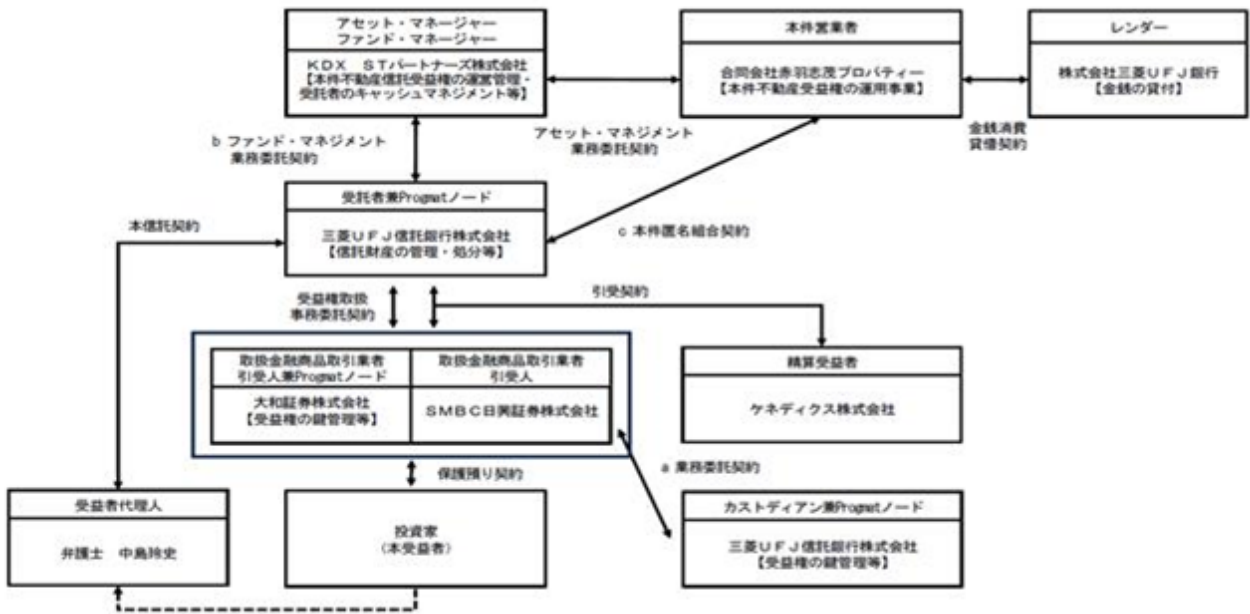 アセット・マネージャー
ファンド・マネージャー
KDX STパートナーズ株式会社
【本件不動産信託受益権の運営管理・
受託者のキャッシュマネジメント等】
本件営業者
合同会社赤羽志茂プロパティー
【本件不動産受益権の運用事業】
レンダー
株式会社三菱UFJ銀行
【金銭の貸付】
b ファンド・マネジメント
業務委託契約
アセット・マネジメント
業務委託契約
金銭消費
貸借契約
受託者兼Progmatノード
三菱UFJ信託銀行株式会社
【信託財産の管理・処分等】
本信託契約
c 本件匿名組合契約
受益権取扱
事務委託契約
引受契約
取扱金融商品取引業者
引受人兼Progmatノード
大和証券株式会社
【受益権の鍵管理等】
取扱金融商品取引業者
引受人
SMBC日興証券株式会社
精算受益者
ケネディクス株式会社
保護預り契約
a 業務委託契約
受益者代理人
弁護士 中島玲史
投資家
(本受益者)
カストディアン兼Progmatノード
三菱UFJ信託銀行株式会社
【受益権の鍵管理等】